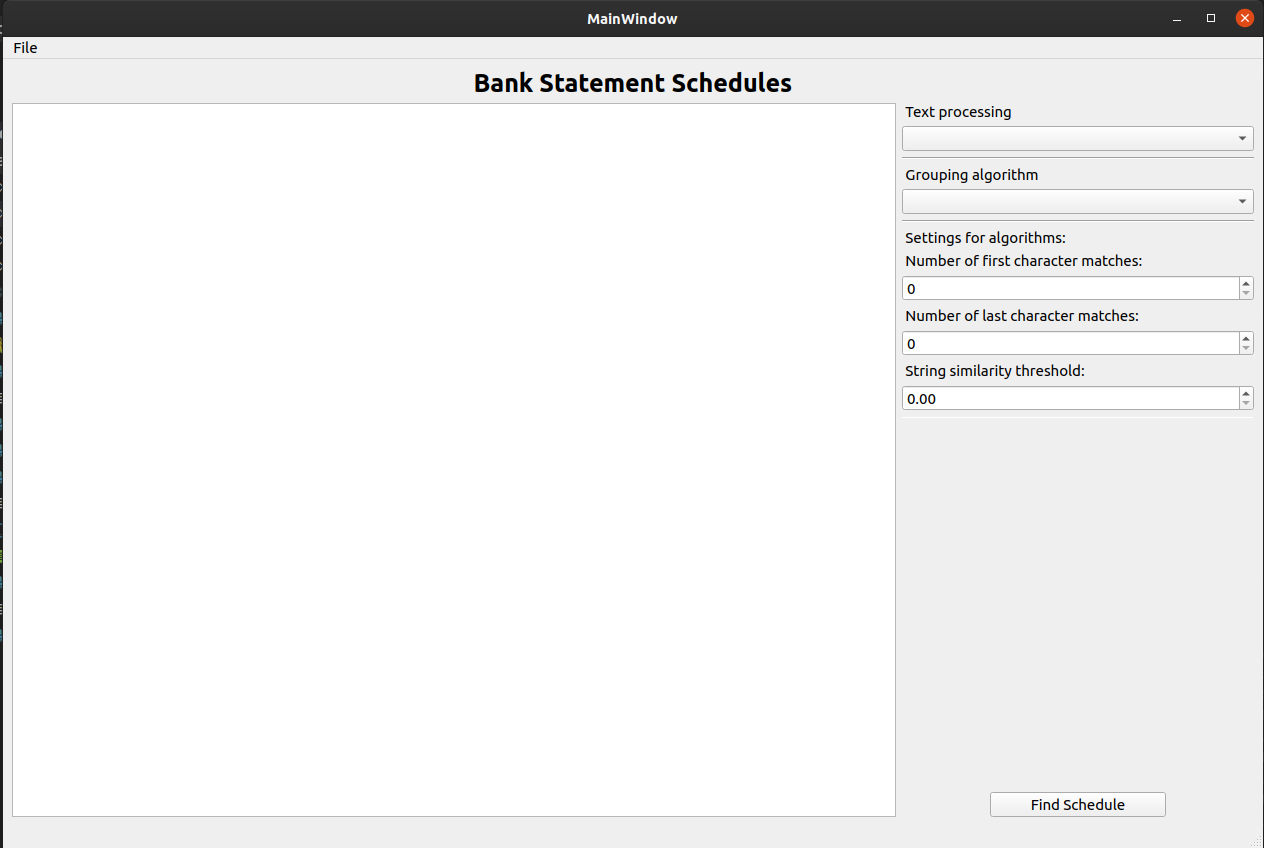 MainWindow
File
Bank Statement Schedules
Text processing
Grouping algorithm
Settings for algorithms:
Number of first character matches:
0
Number of last character matches:
0
String similarity threshold:
0.00
Find Schedule